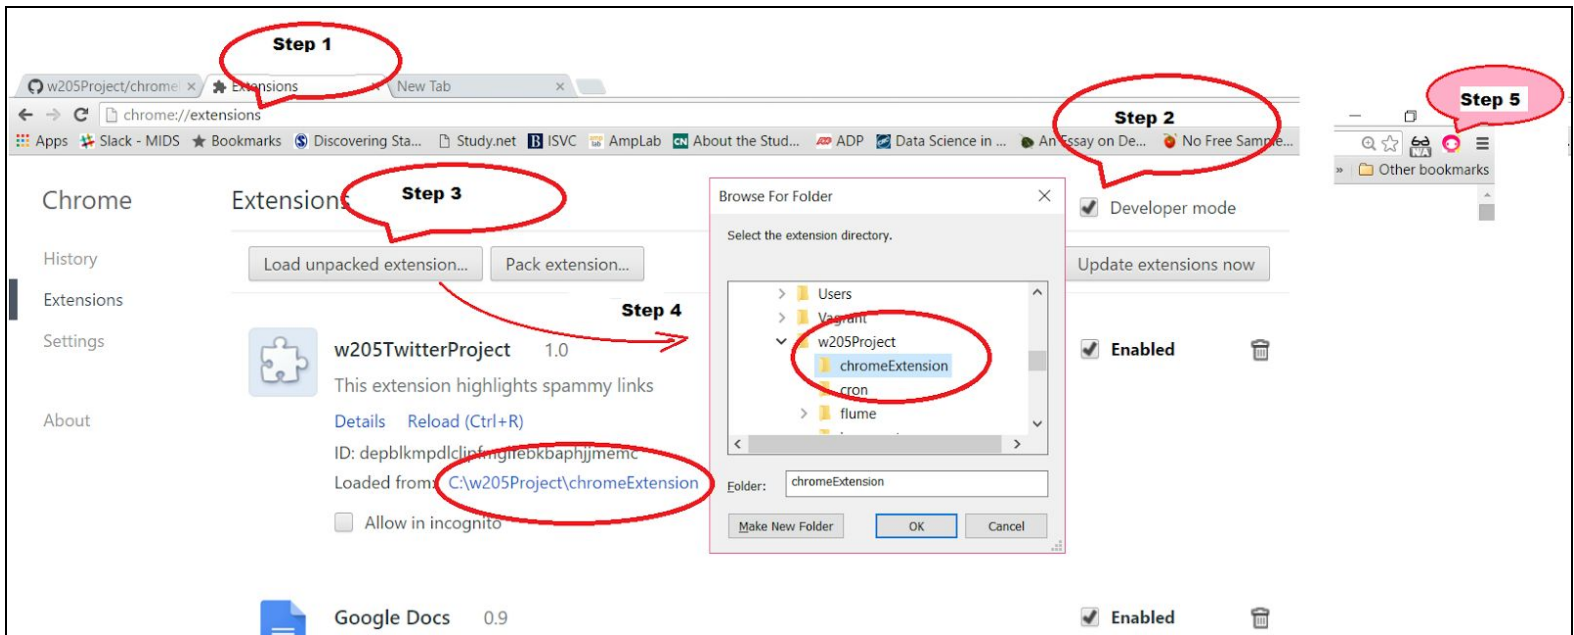 Step 1
w205Project/chrome
Extensions
New Tab
chrome://extensions
Step 2
Step 5
Apps
Slack - MIDS
Bookmarks
Discovering Sta...
Study.net
ISVC
AmpLab
CN
About the Stud...
ADP
Data Science in ...
An Essay on De...
No Free Sample...
» Other bookmarks
Chrome
Extensions
Step 3
Browse For Folder
Developer mode
Select the extension directory.
History
Load unpacked extension...
Pack extension...
Update extensions now
Extensions
Users
Step 4
Vagrant
Settings
w205Project
w205TwitterProject 1.0
Enabled
chromeExtension
This extension highlights spammy links
cron
Details Reload (Ctrl+R)
flume
About
Loaded from: C:\w205Project\chromeExtension
Folder: chromeExtension
Allow in incognito
Make New Folder
OK
Cancel
Google Docs 0.9
Enabled